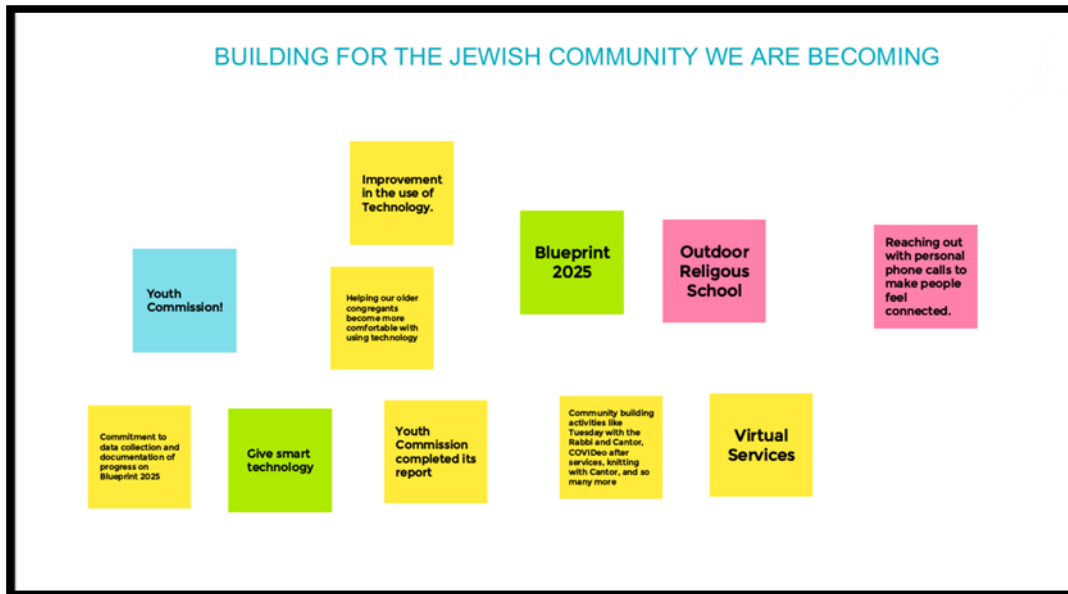 BUILDING FOR THE JEWISH COMMUNITY WE ARE BECOMING
Improvement
in the use of
Technology.
Blueprint
2025
Outdoor
Religous
School
Reaching out
with personal
phone calls to
make people
feel
connected.
Youth
Commission!
Helping our older
congregants
become more
comfortable with
using technology
Commitment to
data collection and
documentation of
progress on
Blueprint 2025
Give smart
technology
Youth
Commission
completed its
report
Community building
activities like
Tuesday with the
Rabbi and Cantor,
COVIDeo after
services, knitting
with Cantor, and so
many more
Virtual
Services